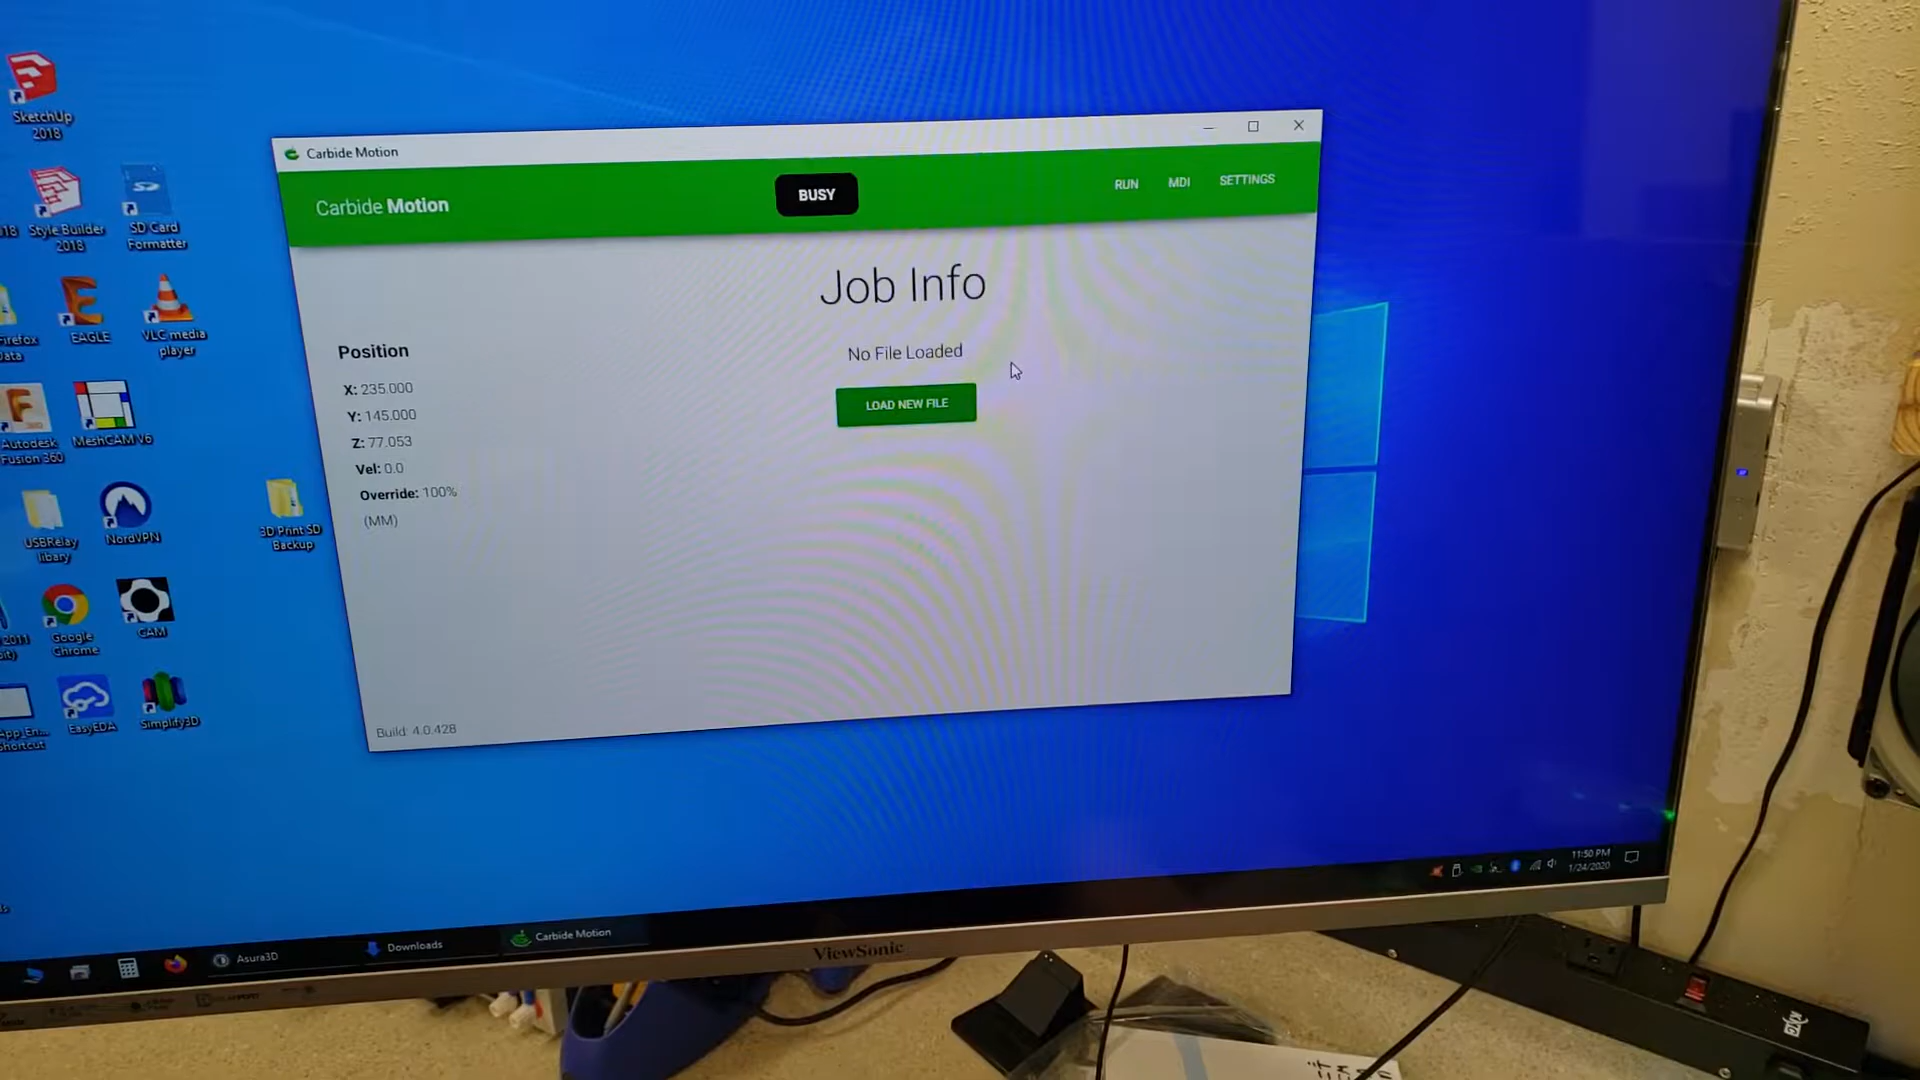 SketchUp
2018
Style Builder
2018
SD Card
Formatter
EAGLE
VLC media
player
Autodesk
Fusion 360
MeshCAM V6
USBRelay
libary
NordVPN
3D Print SD
Backup
Google
Chrome
CAM
EasyEDA
Simplify3D
Carbide Motion
Carbide Motion
BUSY
RUN
MDI
SETTINGS
Job Info
No File Loaded
LOAD NEW FILE
Position
X: 235.000
Y: 145.000
Z: 77.053
Vel: 0.0
Override: 100%
(MM)
Build: 4.0.428
11:50 PM
1/24/2020
Asura3D
Downloads
Carbide Motion
ViewSonic